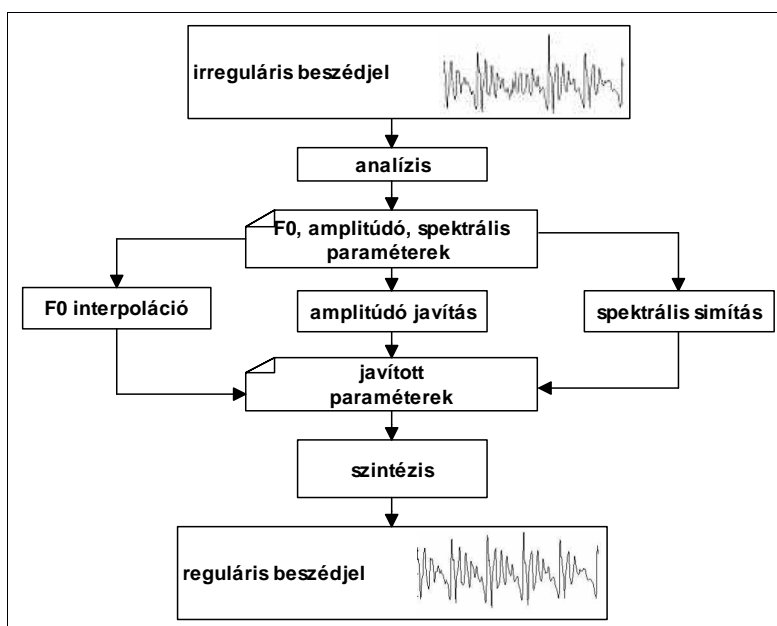 irreguláris beszédjel
analízis
F0, amplitúdó, spektrális
paraméterek
F0 interpoláció
amplitúdó javítás
spektrális simítás
javított
paraméterek
szintézis
reguláris beszédjel